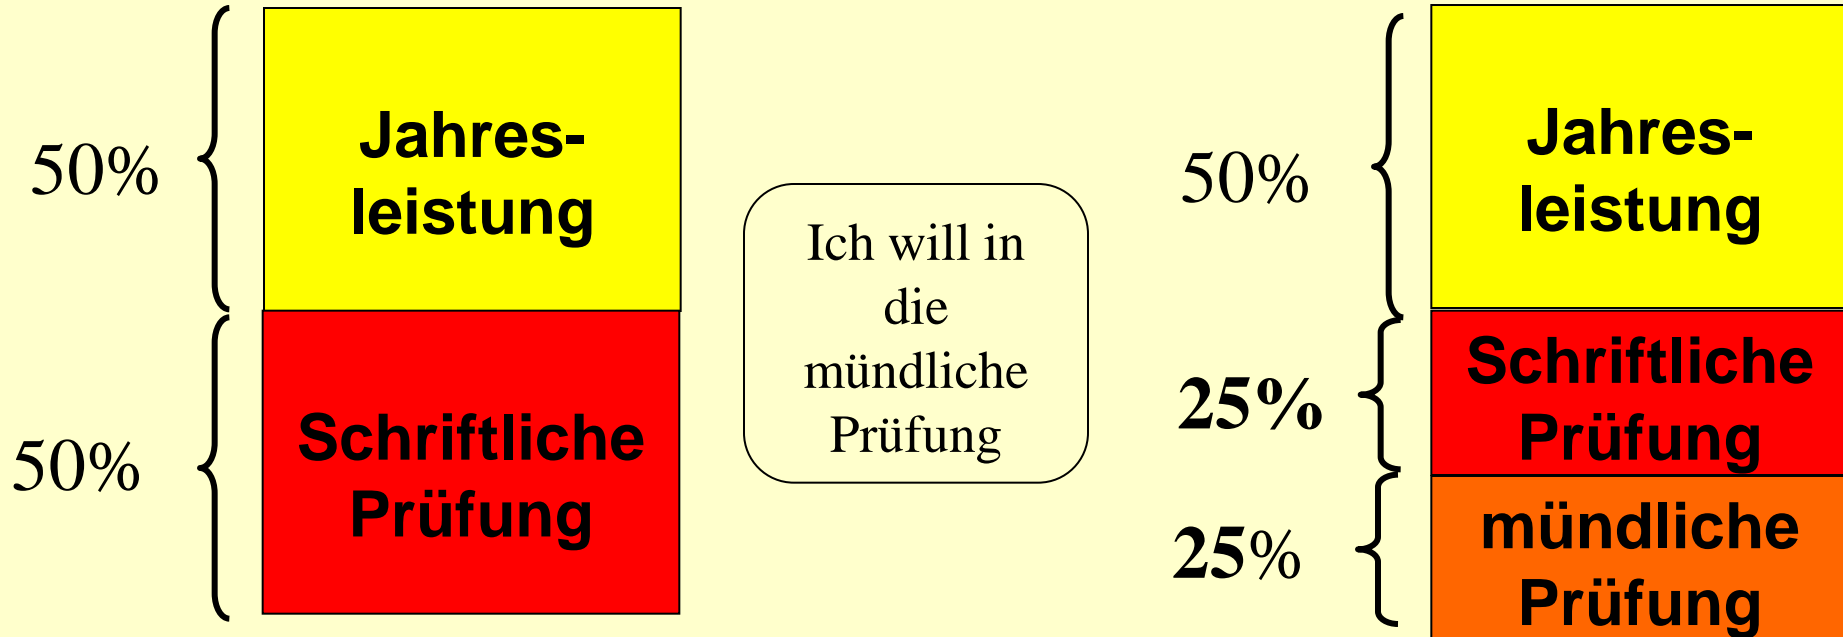 50%
Jahres-
leistung
50%
Schriftliche
Prüfung
Ich will in
die
mündliche
Prüfung
50%
Jahres-
leistung
25%
Schriftliche
Prüfung
25%
mündliche
Prüfung